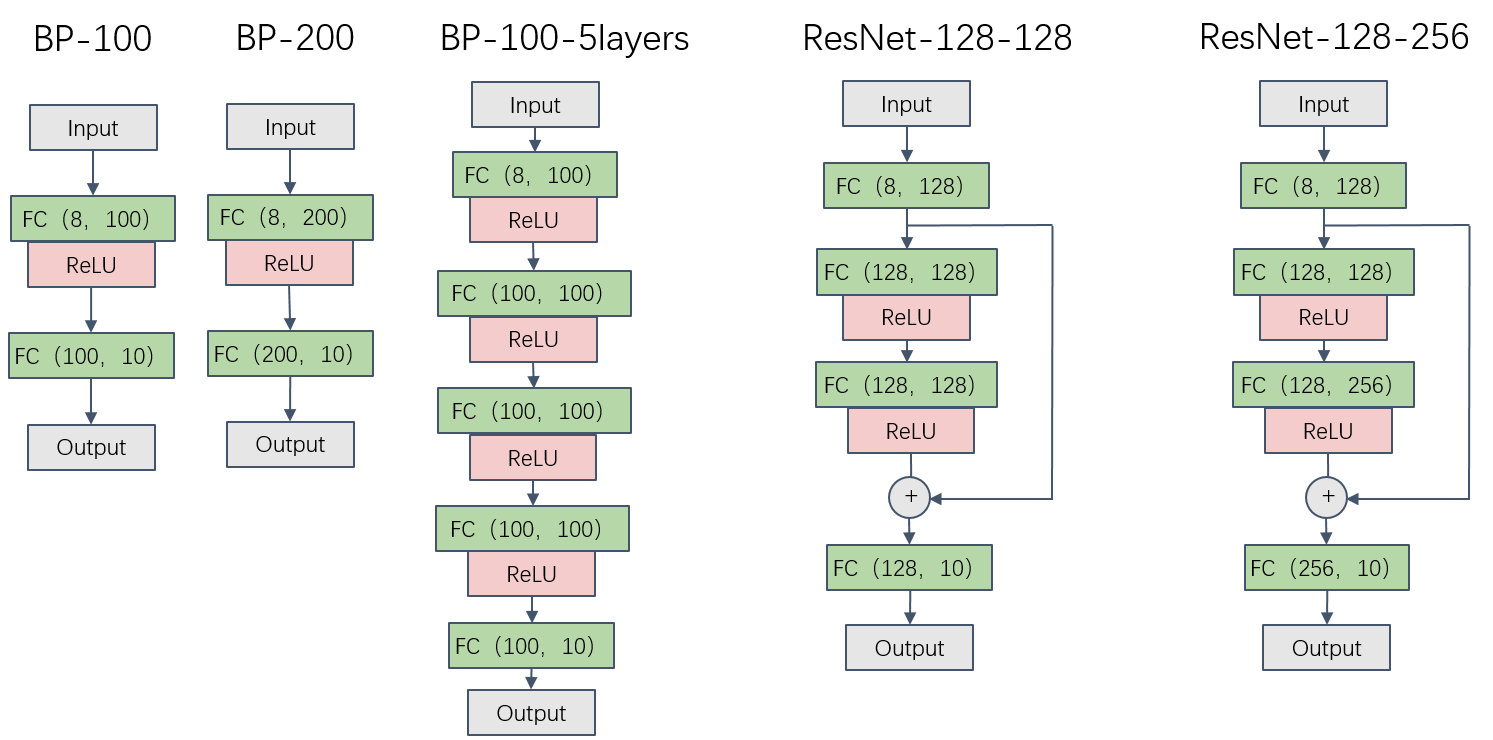 BP-100
Input
FC（8，100）
ReLU
FC（100，10）
Output
BP-200
Input
FC（8，200）
ReLU
FC（200，10）
Output
BP-100-5layers
Input
FC（8，100）
ReLU
FC（100，100）
ReLU
FC（100，100）
ReLU
FC（100，100）
ReLU
FC（100，10）
Output
ResNet-128-128
Input
FC（8，128）
FC（128，128）
ReLU
FC（128，128）
ReLU
+
FC（128，10）
Output
ResNet-128-256
Input
FC（8，128）
FC（128，128）
ReLU
FC（128，256）
ReLU
+
FC（256，10）
Output